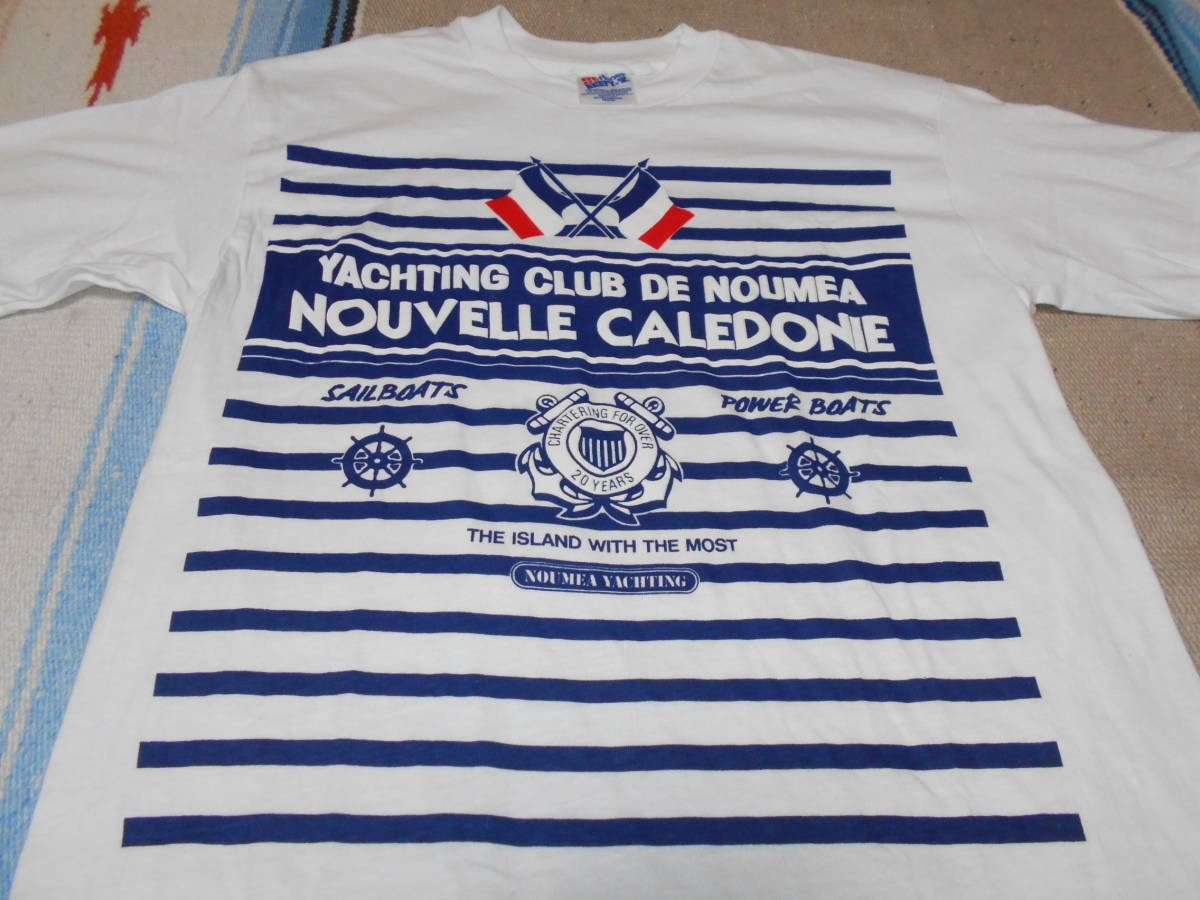 YACHTING CLUB DE NOUMEA
NOUVELLE CALEDONIE
SAILBOATS
POWER BOATS
CHARTERING FOR OVER
20 YEARS
THE ISLAND WITH THE MOST
NOUMEA YACHTING